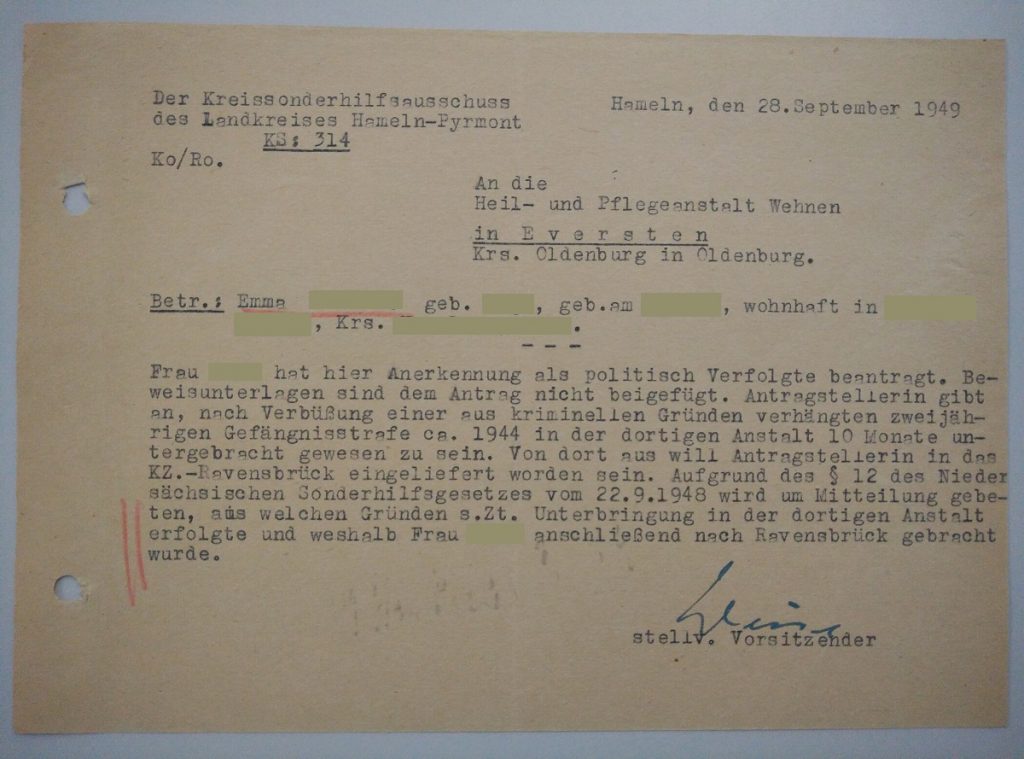 Der Kreissonderhilfsausschuss
des Landkreises Hameln-Pyrmont
KS: 314
Ko/Ro.
Hameln, den 28.September 1949
An die
Heil- und Pflegeanstalt Wehnen
in E v e r s t e n
Krs. Oldenburg in Oldenburg.
Betr.: Emma geb. , geb.am , wohnhaft in
, Krs. .
- - -
Frau hat hier Anerkennung als politisch Verfolgte beantragt. Be-
weisunterlagen sind dem Antrag nicht beigefügt. Antragstellerin gibt
an, nach Verbüßung einer aus kriminellen Gründen verhängten zweijäh-
rigen Gefängnisstrafe ca. 1944 in der dortigen Anstalt 10 Monate un-
tergebracht gewesen zu sein. Von dort aus will Antragstellerin in das
KZ.-Ravensbrück eingeliefert worden sein. Aufgrund des § 12 des Nieder
sächsischen Sonderhilfsgesetzes vom 22.9.1948 wird um Mitteilung gebe-
ten, aus welchen Gründen s.Zt. Unterbringung in der dortigen Anstalt
erfolgte und weshalb Frau anschließend nach Ravensbrück gebracht
wurde.
stellv. Vorsitzender